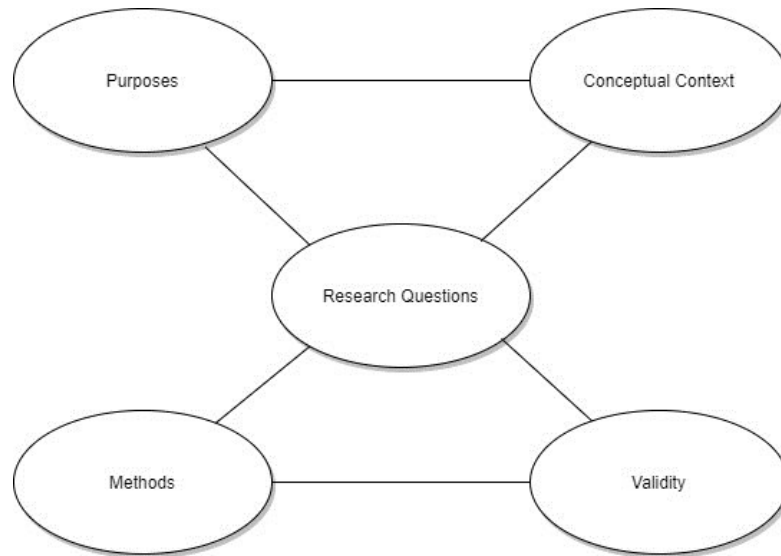 Purposes
Conceptual Context
Research Questions
Methods
Validity